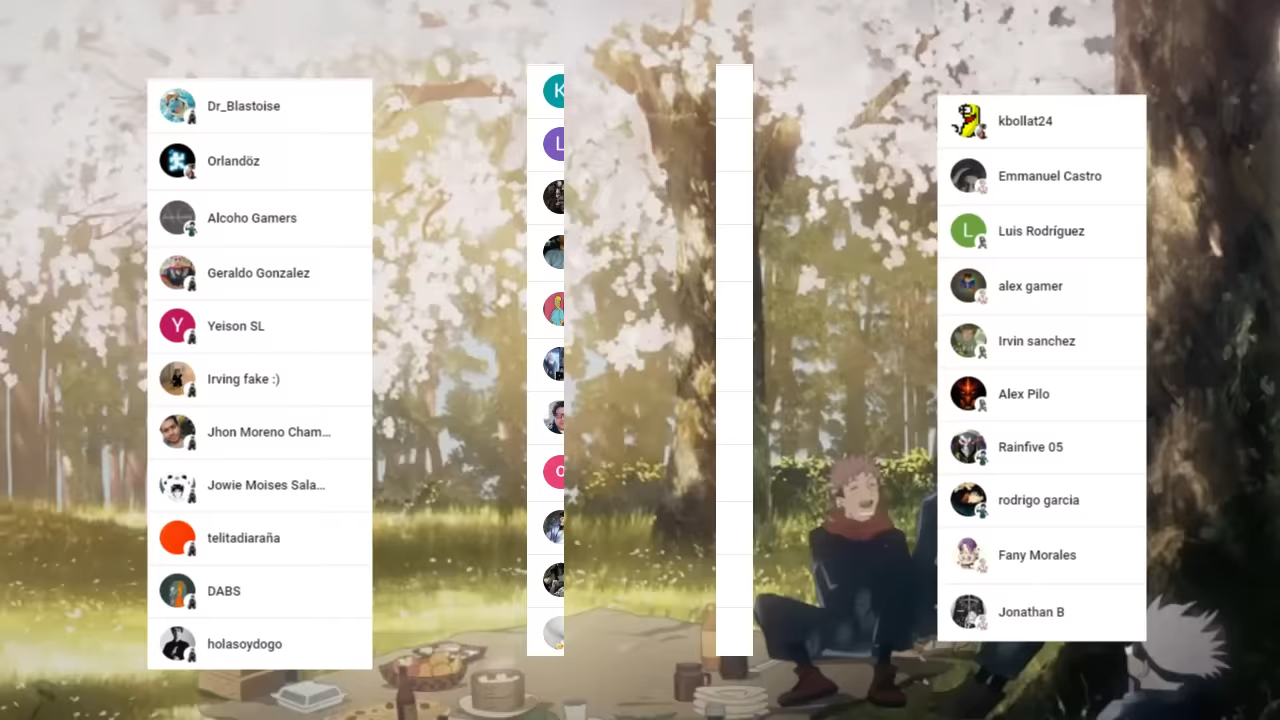 Dr_Blastoise
Orlandöz
Alcoho Gamers
Geraldo Gonzalez
Y
Yeison SL
Irving fake :)
Jhon Moreno Cham...
Jowie Moises Sala...
telitadiaraña
DABS
holasoydogo
K
L
kbollat24
Emmanuel Castro
L
Luis Rodríguez
alex gamer
Irvin sanchez
Alex Pilo
Rainfive 05
rodrigo garcia
Fany Morales
Jonathan B